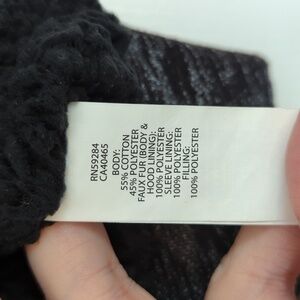 RN59284
CA40465
BODY:
55% COTTON
45% POLYESTER
FAUX FUR (BODY &
HOOD LINING):
100% POLYESTER
SLEEVE LINING:
100% POLYESTER
FILLING:
100% POLYESTER